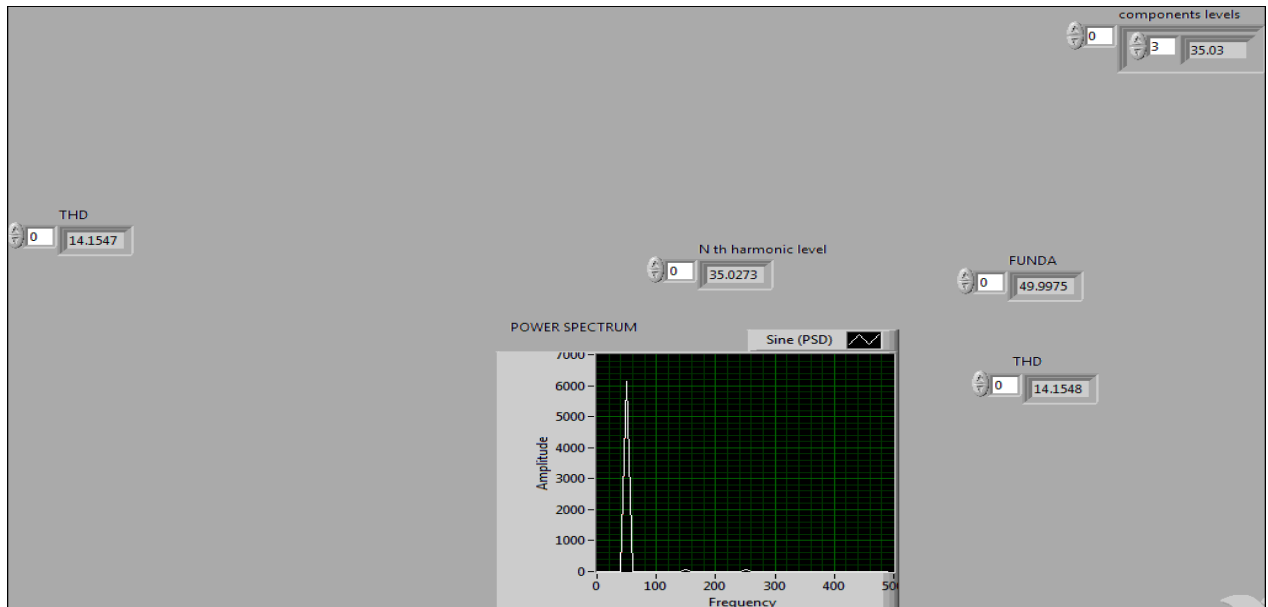 components levels
0
3
35.03
THD
0
14.1547
N th harmonic level
0
35.0273
FUNDA
0
49.9975
POWER SPECTRUM
Sine (PSD)
THD
0
14.1548
7000
6000
5000
4000
3000
2000
1000
0
Amplitude
0 100 200 300 400 50
Frequency